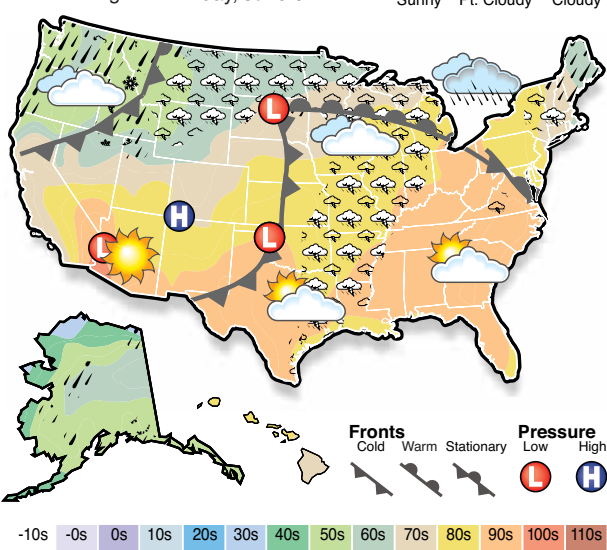 Sunny Pt. Cloudy Cloudy
L
L
H
L
Fronts Pressure
Cold Warm Stationary Low High
L H
-10s -0s 0s 10s 20s 30s 40s 50s 60s 70s 80s 90s 100s 110s